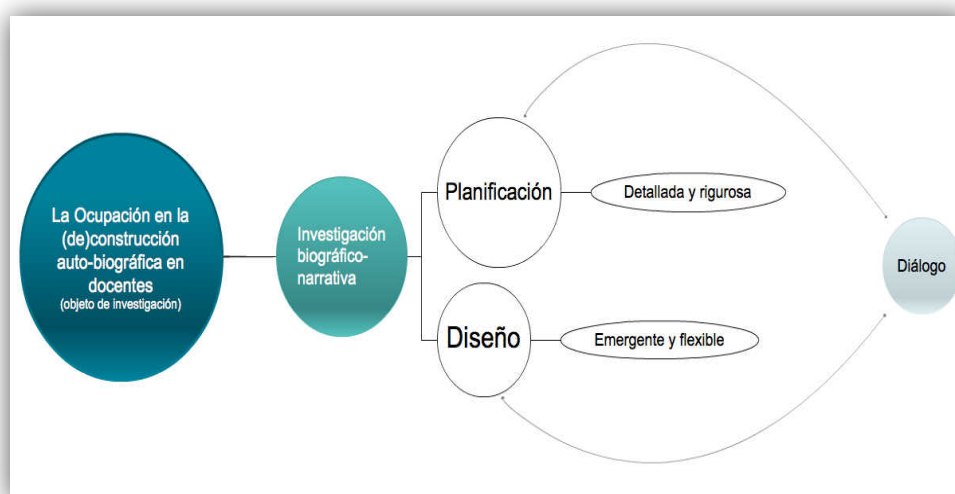 La Ocupación en la
(de)construcción
auto-biográfica en
docentes
(objeto de investigación)
Investigación
biográfico-
narrativa
Planificación
Detallada y rigurosa
Diseño
Emergente y flexible
Diálogo